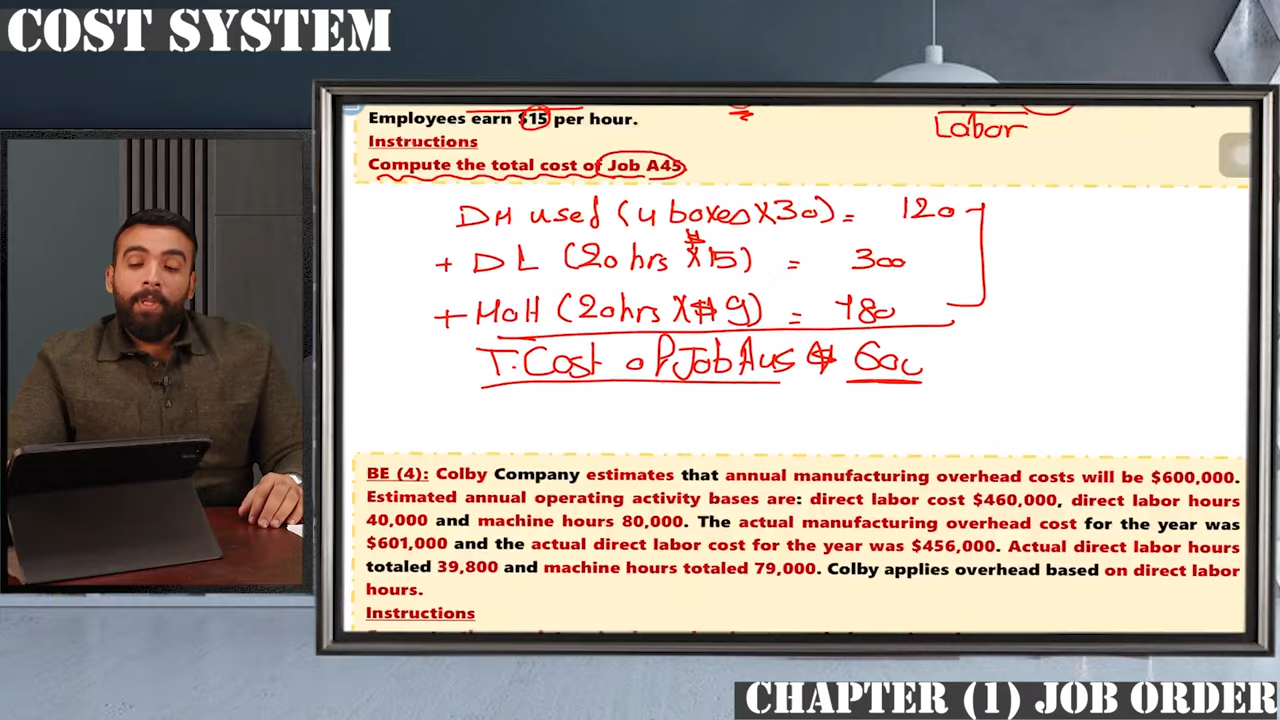 COST SYSTEM
Employees earn $15 per hour.
Labor
Instructions
Compute the total cost of Job A45.
DM used (4 boxes X 30) = 120
+ DL (20 hrs X $15) = 300
+ MoH (20 hrs X $9) = 180
T. Cost of Job A45 $ 600
BE (4): Colby Company estimates that annual manufacturing overhead costs will be $600,000.
Estimated annual operating activity bases are: direct labor cost $460,000, direct labor hours
40,000 and machine hours 80,000. The actual manufacturing overhead cost for the year was
$601,000 and the actual direct labor cost for the year was $456,000. Actual direct labor hours
totaled 39,800 and machine hours totaled 79,000. Colby applies overhead based on direct labor
hours.
Instructions
CHAPTER (1) JOB ORDER